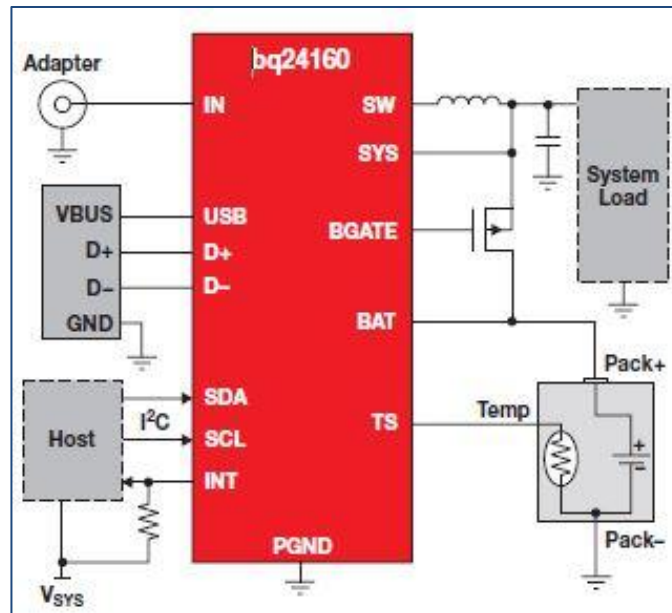 bq24160
Adapter
IN
SW
SYS
System
Load
VBUS
USB
BGATE
D+
D+
D–
D–
GND
BAT
Pack+
SDA
I²C
Host
SCL
TS
Temp
INT
+
–
PGND
Pack–
VSYS